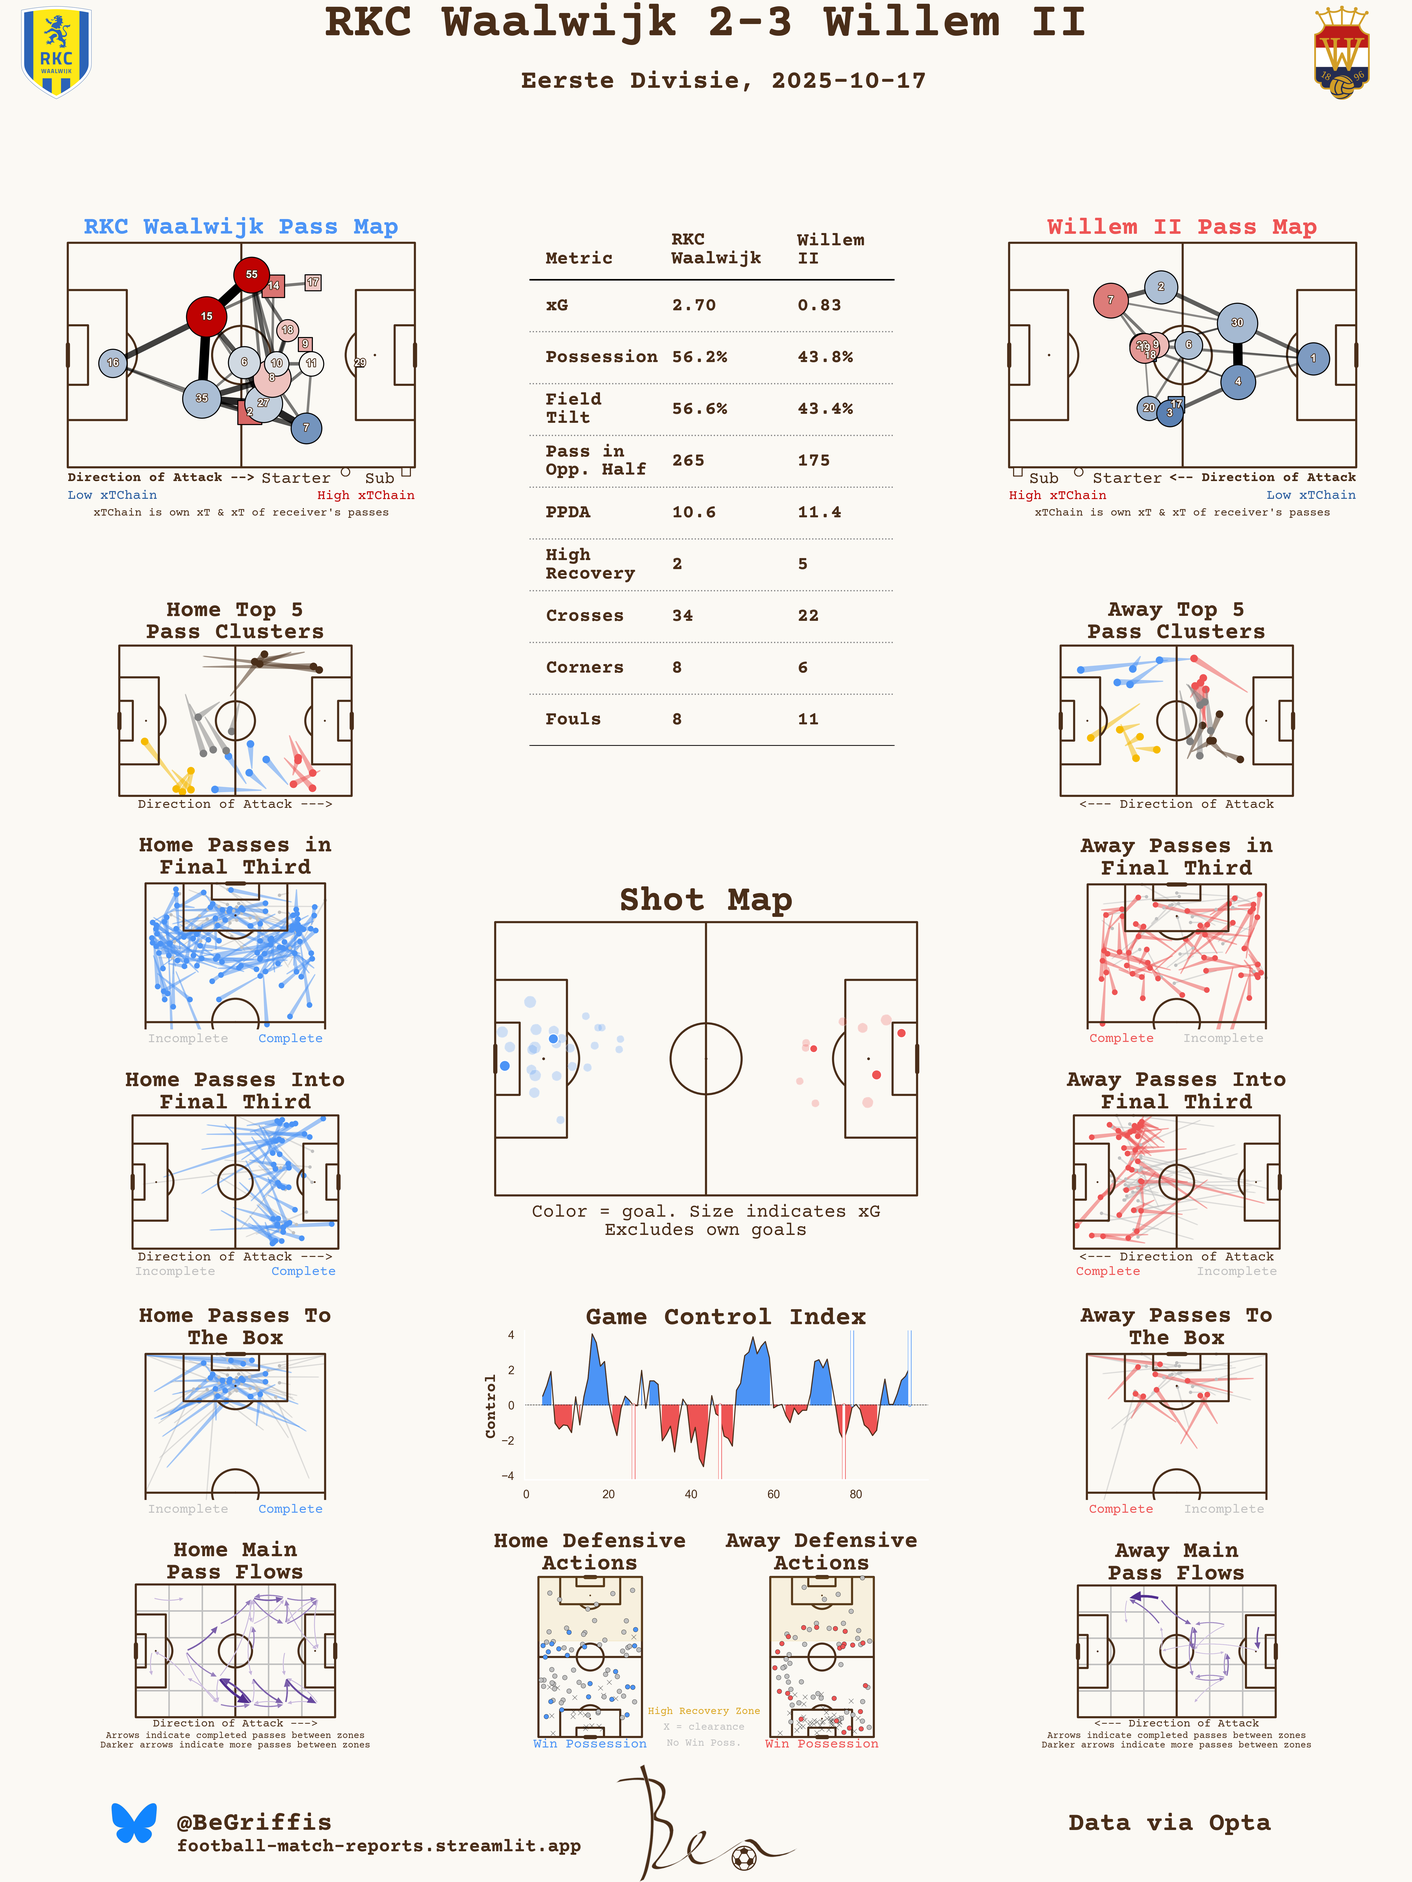 RKC Waalwijk 2-3 Willem II
Eerste Divisie, 2025-10-17
RKC
WAALWIJK
18 96
RKC Waalwijk Pass Map
55
14
17
15
18
9
16
6
10
11
29
8
35
27
2
7
Direction of Attack --> Starter Sub
Low xTChain High xTChain
xTChain is own xT & xT of receiver's passes
Metric RKC Waalwijk Willem II
xG 2.70 0.83
Possession 56.2% 43.8%
Field Tilt 56.6% 43.4%
Pass in Opp. Half 265 175
PPDA 10.6 11.4
High Recovery 2 5
Crosses 34 22
Corners 8 6
Fouls 8 11
Willem II Pass Map
2
7
30
9
19
18
6
1
4
20
17
3
Sub Starter <-- Direction of Attack
High xTChain Low xTChain
xTChain is own xT & xT of receiver's passes
Home Top 5
Pass Clusters
Direction of Attack --->
Away Top 5
Pass Clusters
<--- Direction of Attack
Home Passes in
Final Third
Incomplete Complete
Shot Map
Color = goal. Size indicates xG
Excludes own goals
Away Passes in
Final Third
Complete Incomplete
Home Passes Into
Final Third
Direction of Attack --->
Incomplete Complete
Away Passes Into
Final Third
<--- Direction of Attack
Complete Incomplete
Home Passes To
The Box
Incomplete Complete
Game Control Index
Control
4
2
0
−2
−4
0 20 40 60 80
Away Passes To
The Box
Complete Incomplete
Home Main
Pass Flows
Direction of Attack --->
Arrows indicate completed passes between zones
Darker arrows indicate more passes between zones
Home Defensive
Actions
Win Possession
High Recovery Zone
X = clearance
No Win Poss.
Away Defensive
Actions
Win Possession
Away Main
Pass Flows
<--- Direction of Attack
Arrows indicate completed passes between zones
Darker arrows indicate more passes between zones
@BeGriffis
football-match-reports.streamlit.app
Ben
Data via Opta